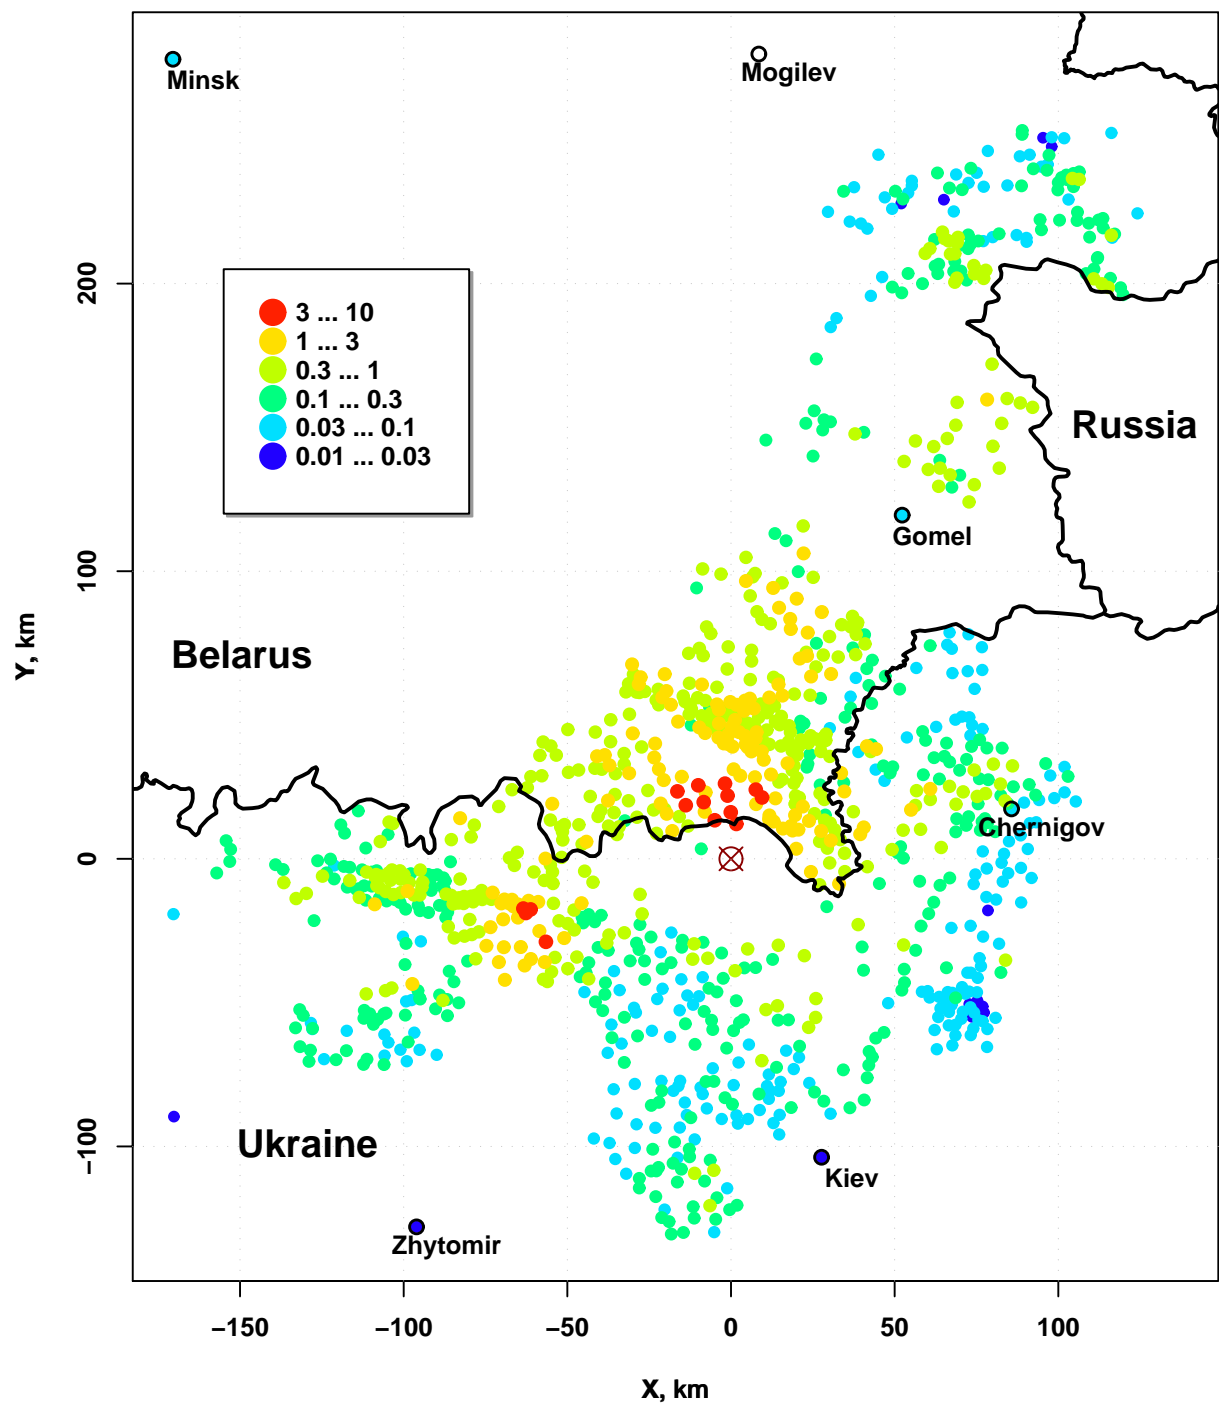 Minsk
Mogilev
3 ... 10
1 ... 3
0.3 ... 1
0.1 ... 0.3
0.03 ... 0.1
0.01 ... 0.03
Russia
Gomel
Belarus
Chernigov
Ukraine
Kiev
Zhytomir
200
100
0
−100
Y, km
−150
−100
−50
0
50
100
X, km